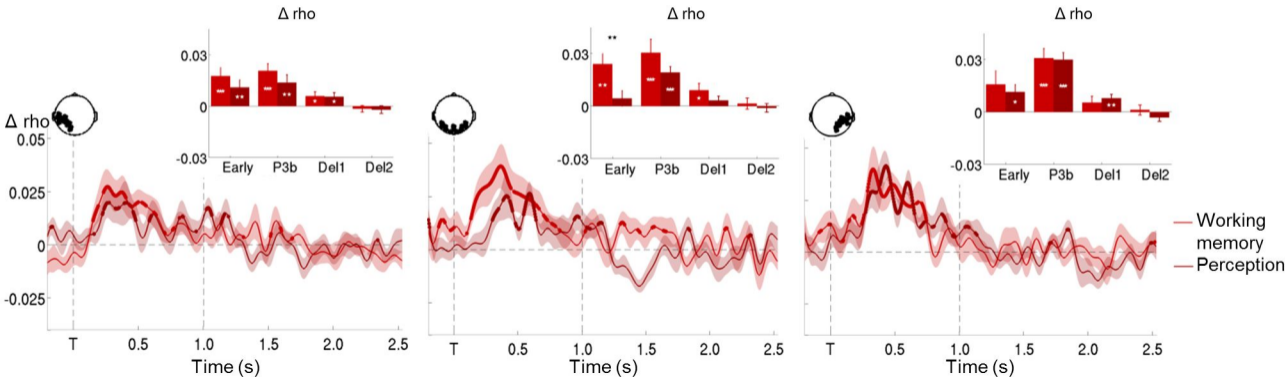 Δ rho
Δ rho
Δ rho
0.03
0
-0.03
Early P3b Del1 Del2
**
0.03
0
-0.03
Early P3b Del1 Del2
0.03
0
-0.03
Early P3b Del1 Del2
Δ rho
0.05
0.025
0
-0.025
T 0.5 1.0 1.5 2.0 2.5
Time (s)
T 0.5 1.0 1.5 2.0 2.5
Time (s)
T 0.5 1.0 1.5 2.0 2.5
Time (s)
Working
memory
Perception